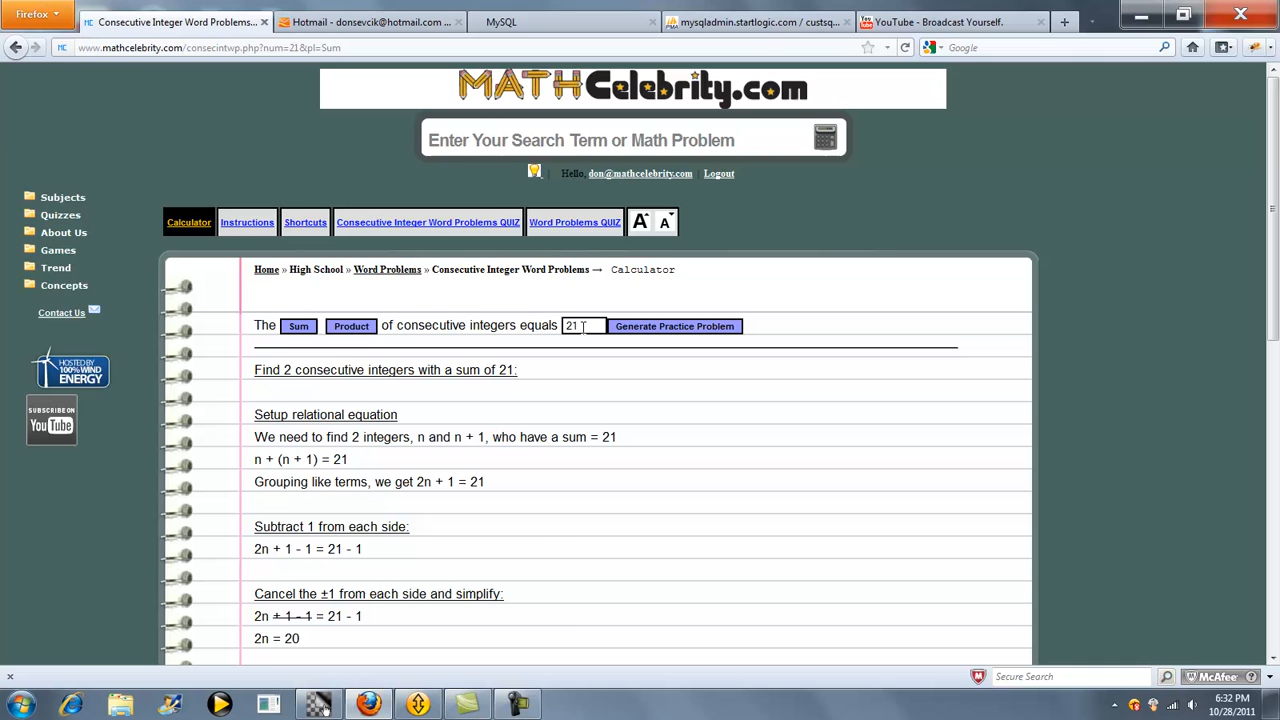 Firefox
Consecutive Integer Word Problems... ×
Hotmail - donsevcik@hotmail.com ... ×
MySQL ×
mysqladmin.startlogic.com / custsq... ×
YouTube - Broadcast Yourself. ×
www.mathcelebrity.com/consecintwp.php?num=21&pl=Sum
Google
MATHCelebrity.com
Enter Your Search Term or Math Problem
| Hello, don@mathcelebrity.com | Logout
Subjects
Quizzes
About Us
Games
Trend
Concepts
Contact Us
HOSTED BY
100% WIND
ENERGY
SUBSCRIBE ON
YouTube
Calculator
Instructions
Shortcuts
Consecutive Integer Word Problems QUIZ
Word Problems QUIZ
A A
Home » High School » Word Problems » Consecutive Integer Word Problems → Calculator
The Sum Product of consecutive integers equals 21 Generate Practice Problem
Find 2 consecutive integers with a sum of 21:
Setup relational equation
We need to find 2 integers, n and n + 1, who have a sum = 21
n + (n + 1) = 21
Grouping like terms, we get 2n + 1 = 21
Subtract 1 from each side:
2n + 1 - 1 = 21 - 1
Cancel the ±1 from each side and simplify:
2n + 1 - 1 = 21 - 1
2n = 20
× Secure Search McAfee
6:32 PM
10/28/2011